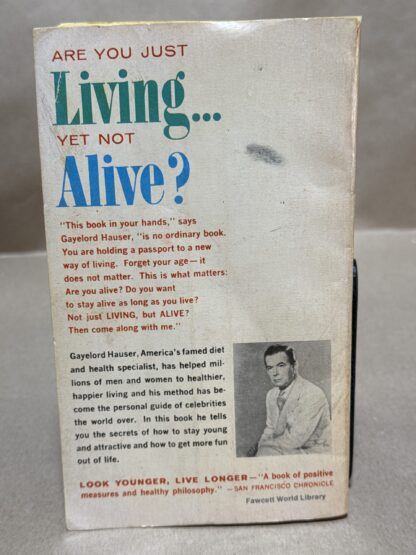 ARE YOU JUST
Living...
YET NOT
Alive?
"This book in your hands," says
Gayelord Hauser, "is no ordinary book.
You are holding a passport to a new
way of living. Forget your age—it
does not matter. This is what matters:
Are you alive? Do you want
to stay alive as long as you live?
Not just LIVING, but ALIVE?
Then come along with me."
Gayelord Hauser, America's famed diet
and health specialist, has helped mil-
lions of men and women to healthier,
happier living and his method has be-
come the personal guide of celebrities
the world over. In this book he tells
you the secrets of how to stay young
and attractive and how to get more fun
out of life.
LOOK YOUNGER, LIVE LONGER—"A book of positive
measures and healthy philosophy." —SAN FRANCISCO CHRONICLE
Fawcett World Library